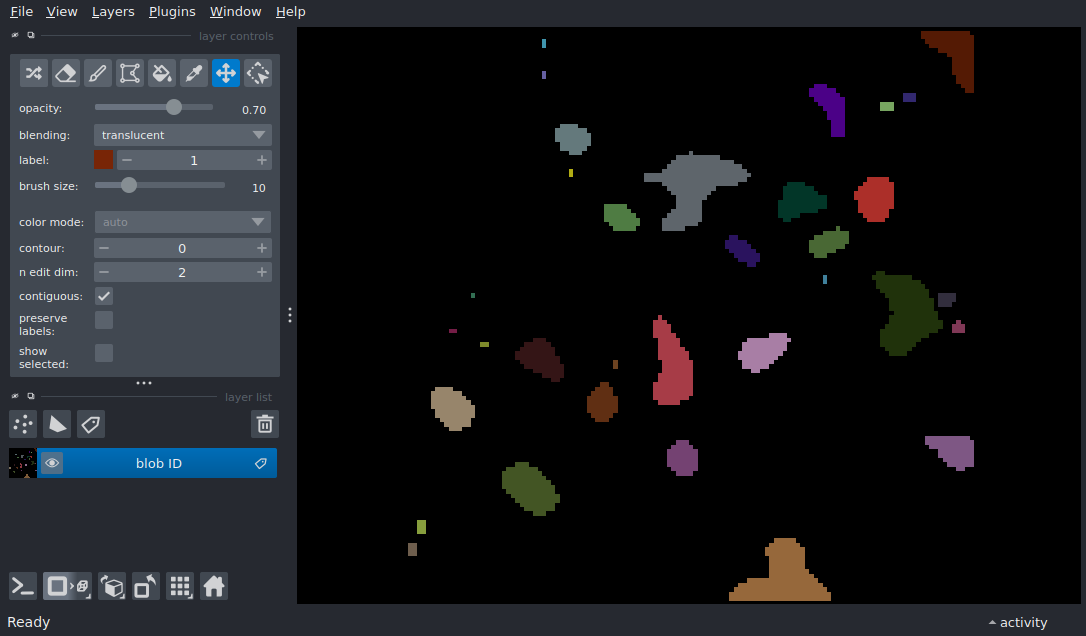 File View Layers Plugins Window Help
layer controls
opacity: 0.70
blending: translucent
label: 1
brush size: 10
color mode: auto
contour: 0
n edit dim: 2
contiguous:
preserve
labels:
show
selected:
layer list
blob ID
Ready
activity